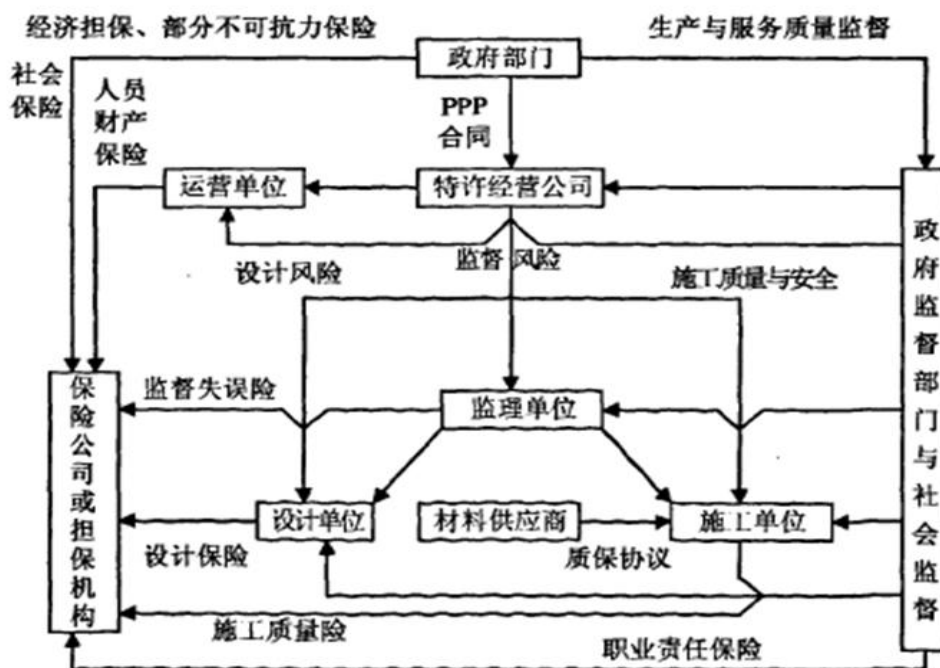 经济担保、部分不可抗力保险
生产与服务质量监督
政府部门
社会
保险
人员
财产
保险
PPP
合同
运营单位
特许经营公司
设计风险
监督风险
施工质量与安全
政府监督部门与社会监督
保险公司或担保机构
监督失误险
监理单位
设计单位
材料供应商
施工单位
设计保险
质保协议
施工质量险
职业责任保险